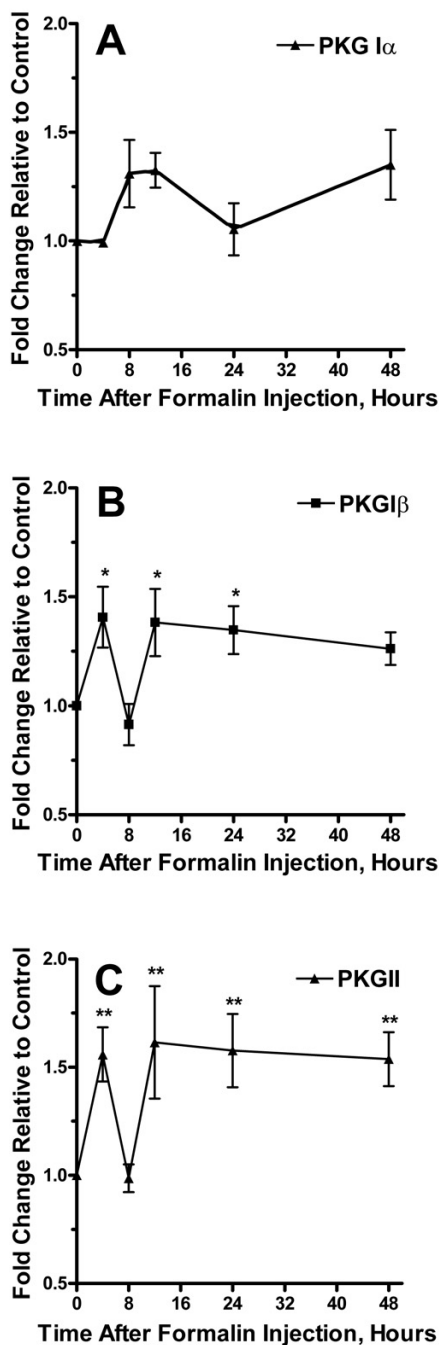 A
PKG Iα
Fold Change Relative to Control
2.0
1.5
1.0
0.5
0 8 16 24 32 40 48
Time After Formalin Injection, Hours
B
PKGIβ
Fold Change Relative to Control
2.0
* * *
1.5
1.0
0.5
0 8 16 24 32 40 48
Time After Formalin Injection, Hours
C
PKGII
Fold Change Relative to Control
2.0
** ** ** **
1.5
1.0
0.5
0 8 16 24 32 40 48
Time After Formalin Injection, Hours